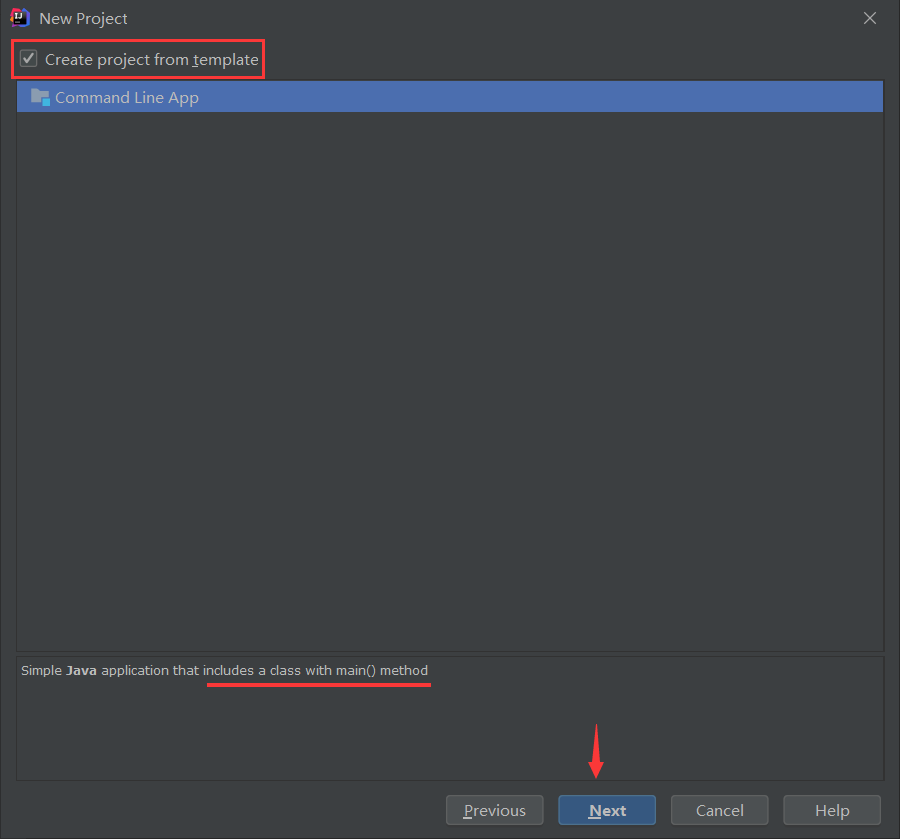 New Project
Create project from template
Command Line App
Simple Java application that includes a class with main() method
Previous Next Cancel Help